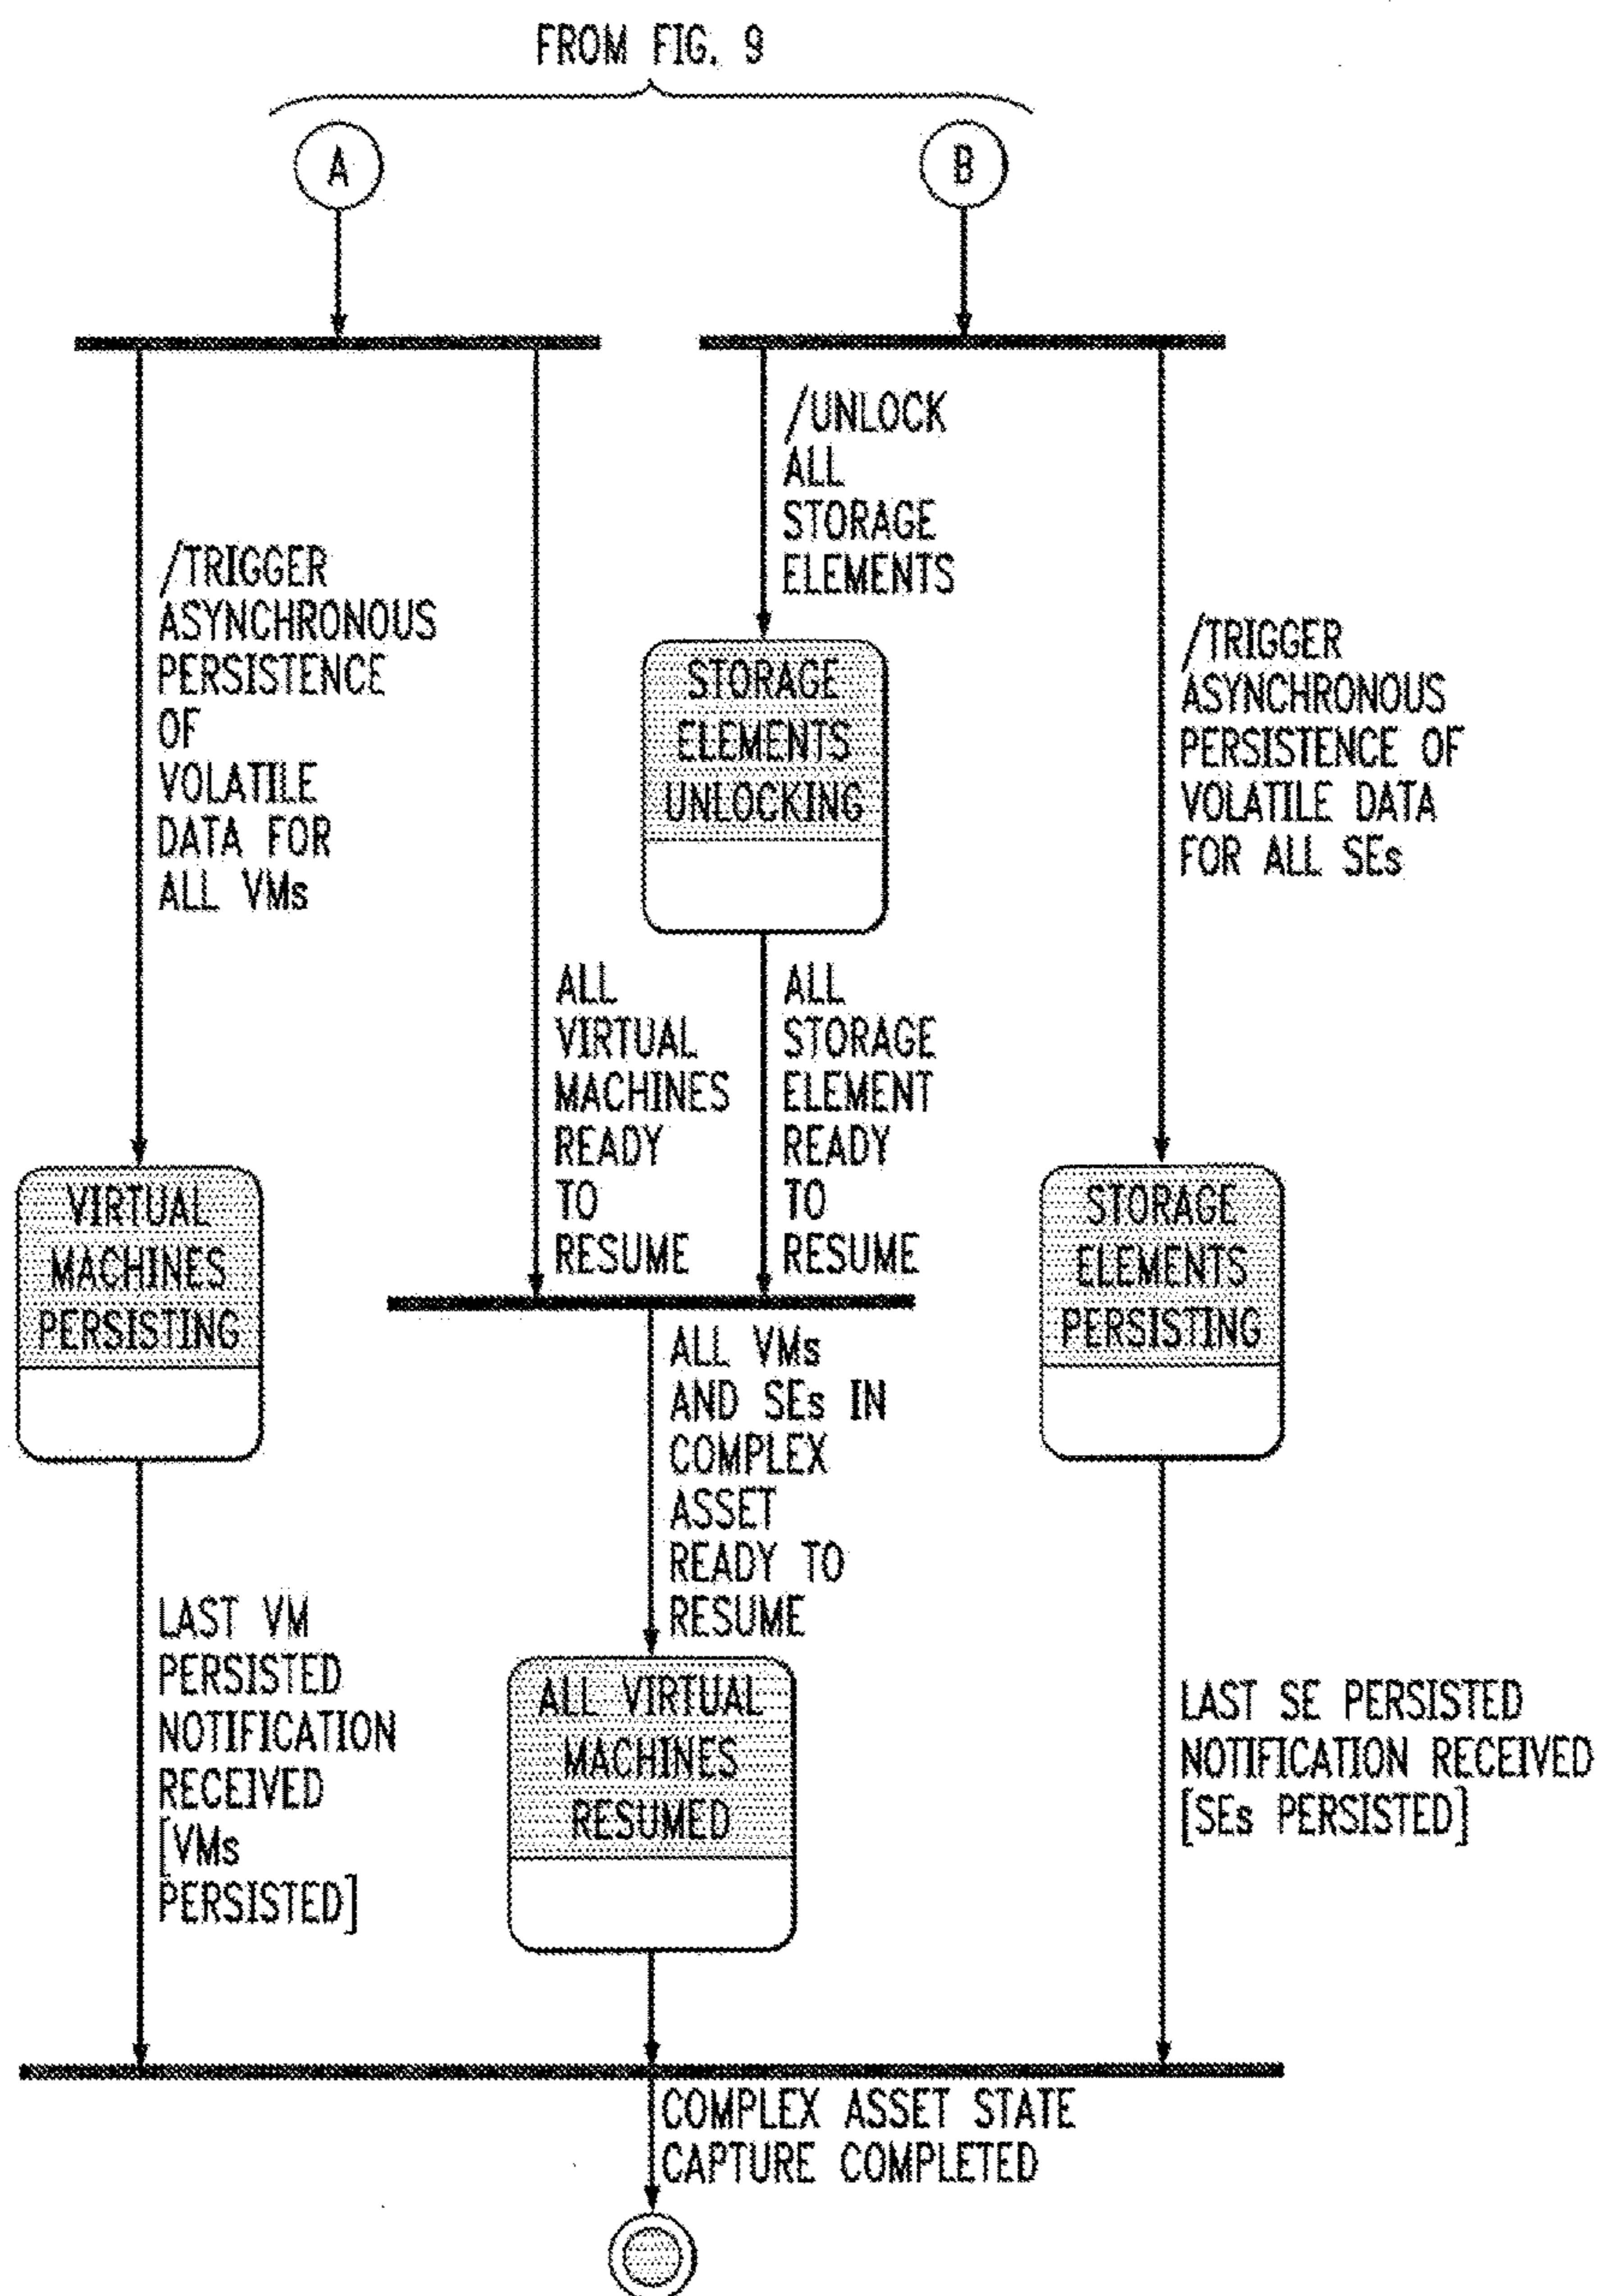 FROM FIG. 9
A
B
/UNLOCK
ALL
STORAGE
ELEMENTS
/TRIGGER
ASYNCHRONOUS
PERSISTENCE
OF
VOLATILE
DATA FOR
ALL VMs
STORAGE
ELEMENTS
UNLOCKING
/TRIGGER
ASYNCHRONOUS
PERSISTENCE OF
VOLATILE DATA
FOR ALL SEs
ALL
VIRTUAL
MACHINES
READY
TO
RESUME
ALL
STORAGE
ELEMENT
READY
TO
RESUME
VIRTUAL
MACHINES
PERSISTING
STORAGE
ELEMENTS
PERSISTING
ALL VMs
AND SEs IN
COMPLEX
ASSET
READY TO
RESUME
LAST VM
PERSISTED
NOTIFICATION
RECEIVED
[VMs
PERSISTED]
ALL VIRTUAL
MACHINES
RESUMED
LAST SE PERSISTED
NOTIFICATION RECEIVED
[SEs PERSISTED]
COMPLEX ASSET STATE
CAPTURE COMPLETED